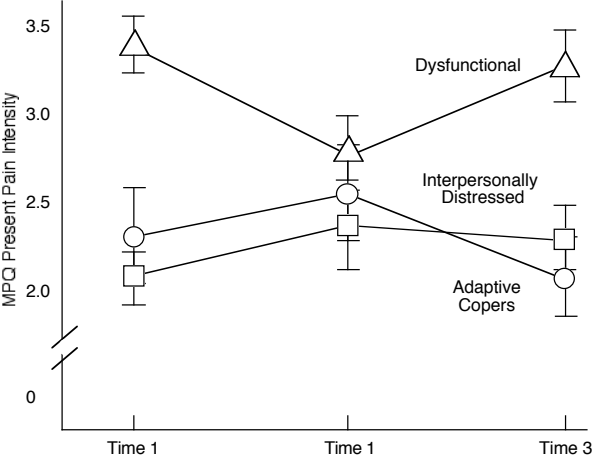 3.5
3.0
2.5
2.0
0
MPQ Present Pain Intensity
Dysfunctional
Interpersonally
Distressed
Adaptive
Copers
Time 1
Time 1
Time 3